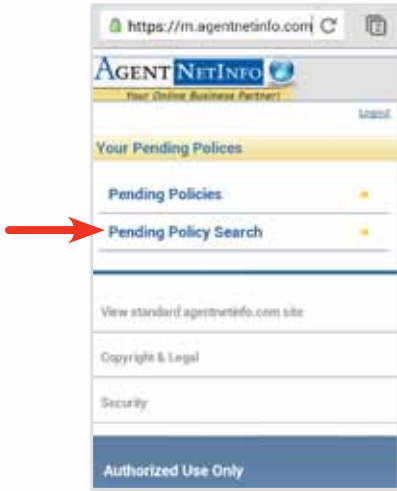 https://m.agentnetinfo.com
AGENT NETINFO
Your Online Business Partner!
Logout
Your Pending Polices
Pending Policies
Pending Policy Search
View standard agentnetinfo.com site
Copyright & Legal
Security
Authorized Use Only